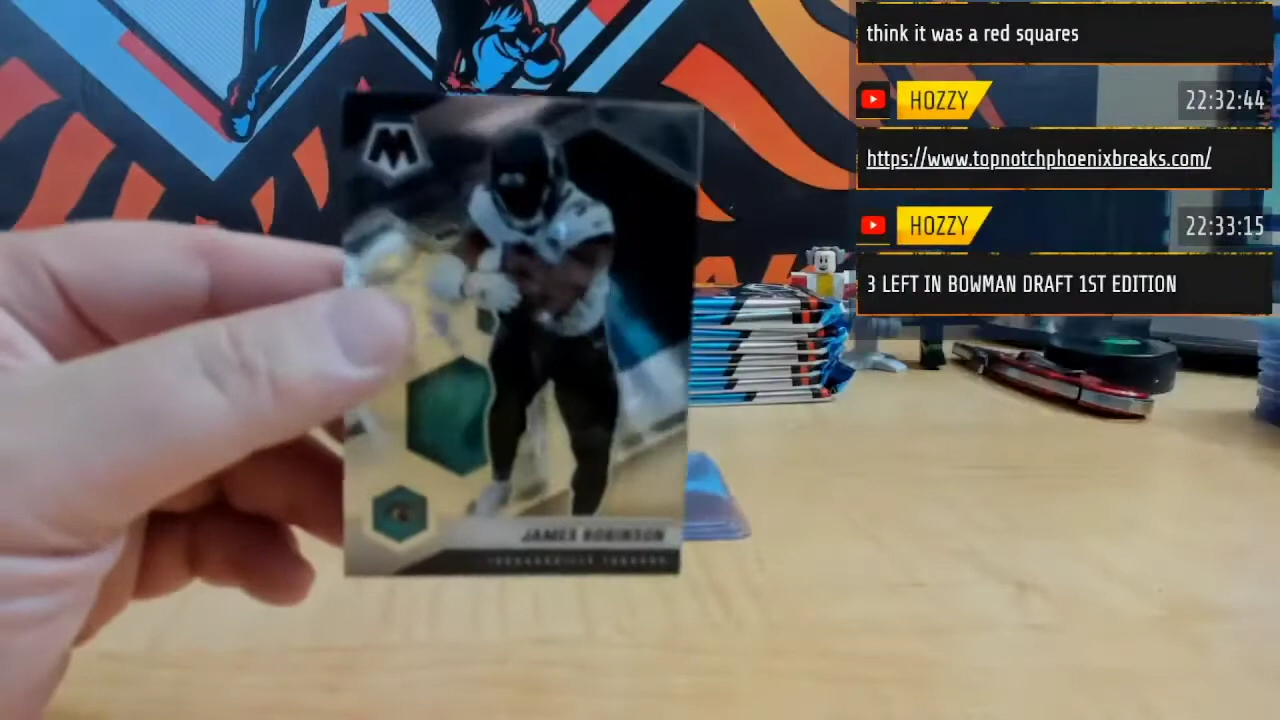 think it was a red squares
HOZZY
22:32:44
https://www.topnotchphoenixbreaks.com/
HOZZY
22:33:15
3 LEFT IN BOWMAN DRAFT 1ST EDITION
M
JAMES ROBINSON